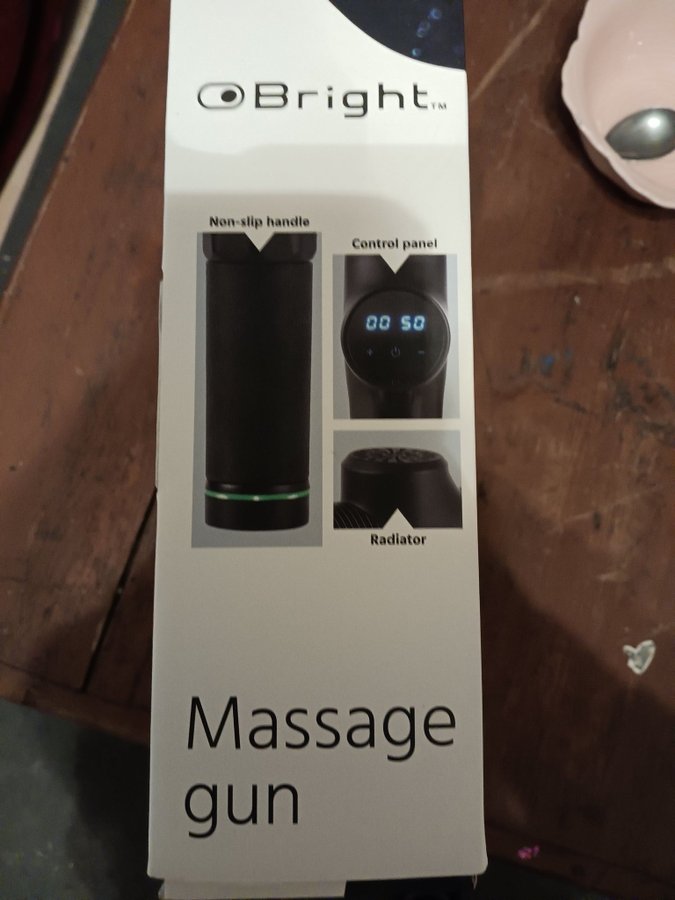 Bright™
Non-slip handle
Control panel
00 50
+ -
Radiator
Massage
gun